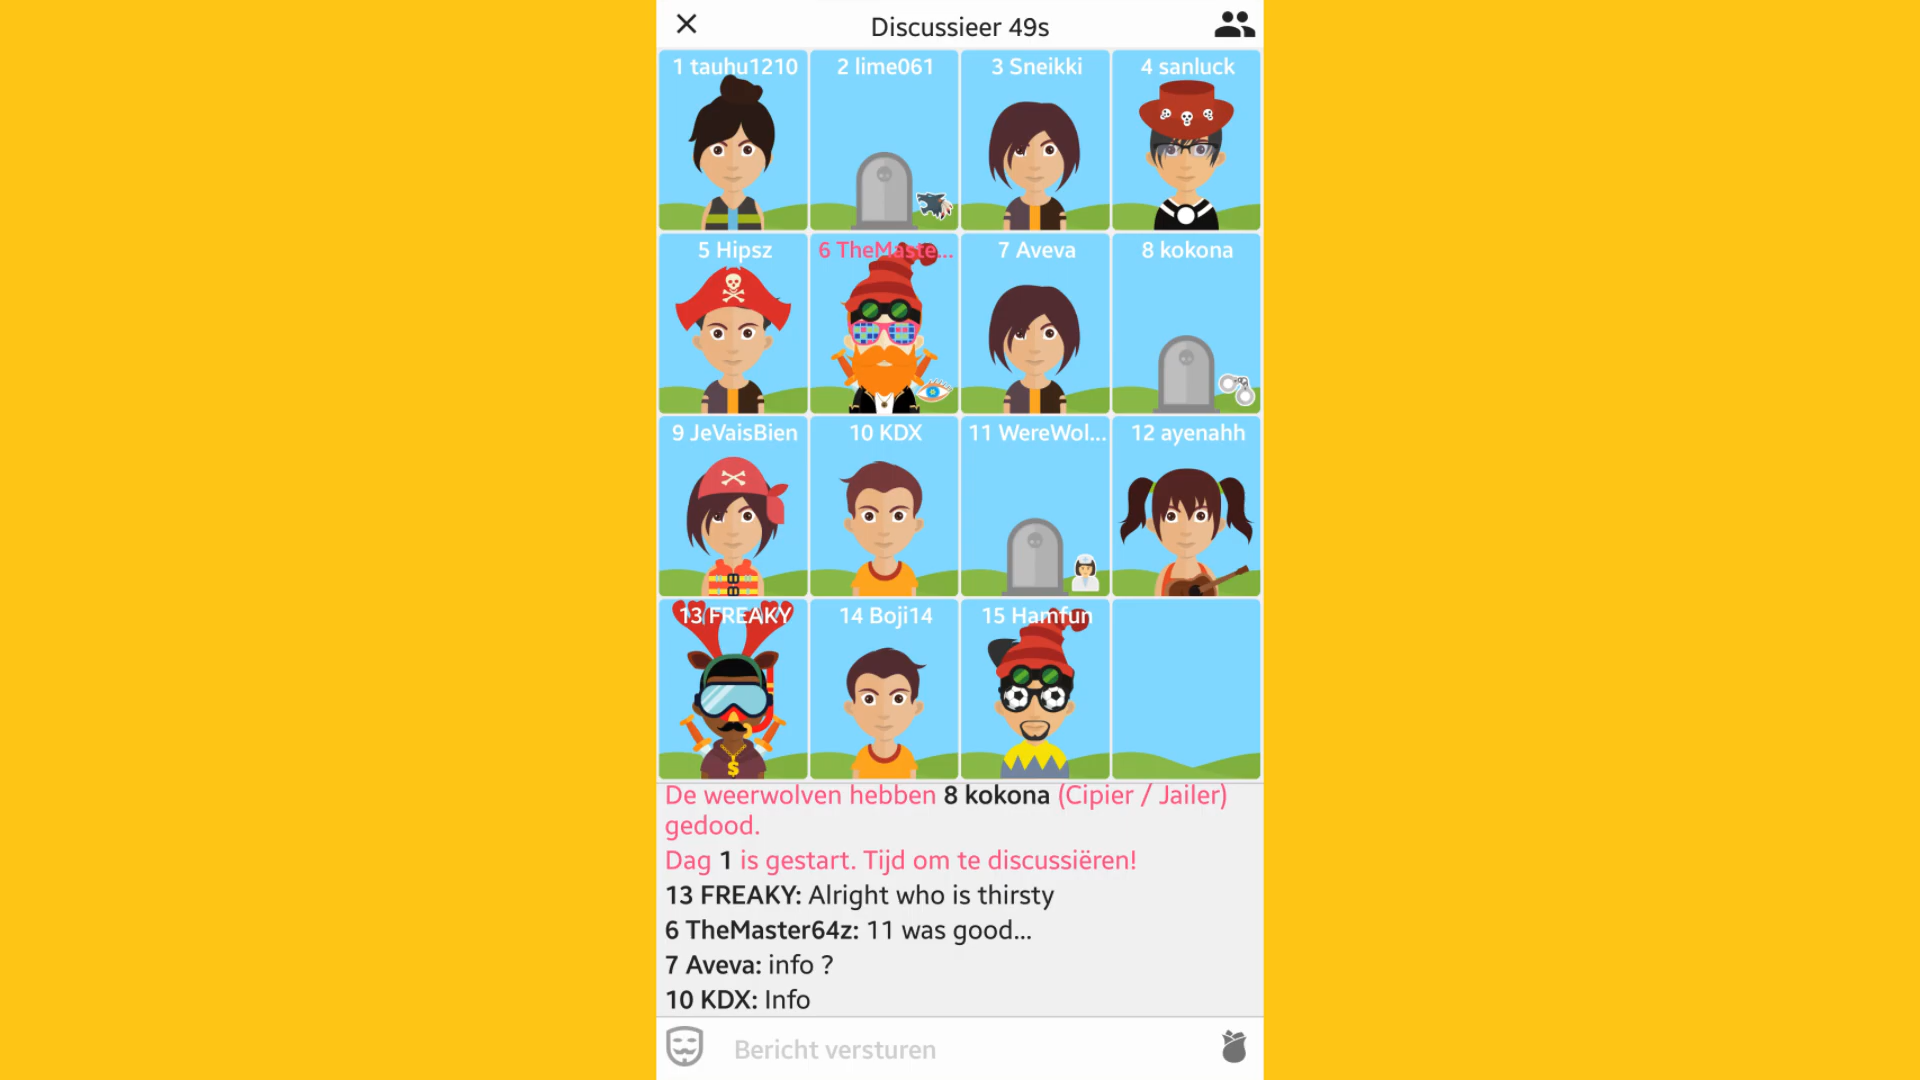 Discussieer 49s
1 tauhu1210
2 lime061
3 Sneikki
4 sanluck
5 Hipsz
6 TheMaste...
7 Aveva
8 kokona
9 JeVaisBien
10 KDX
11 WereWol...
12 ayenahh
13 FREAKY
14 Boji14
15 Hamfun
De weerwolven hebben 8 kokona (Cipier / Jailer)
gedood.
Dag 1 is gestart. Tijd om te discussiëren!
13 FREAKY: Alright who is thirsty
6 TheMaster64z: 11 was good...
7 Aveva: info ?
10 KDX: Info
Bericht versturen